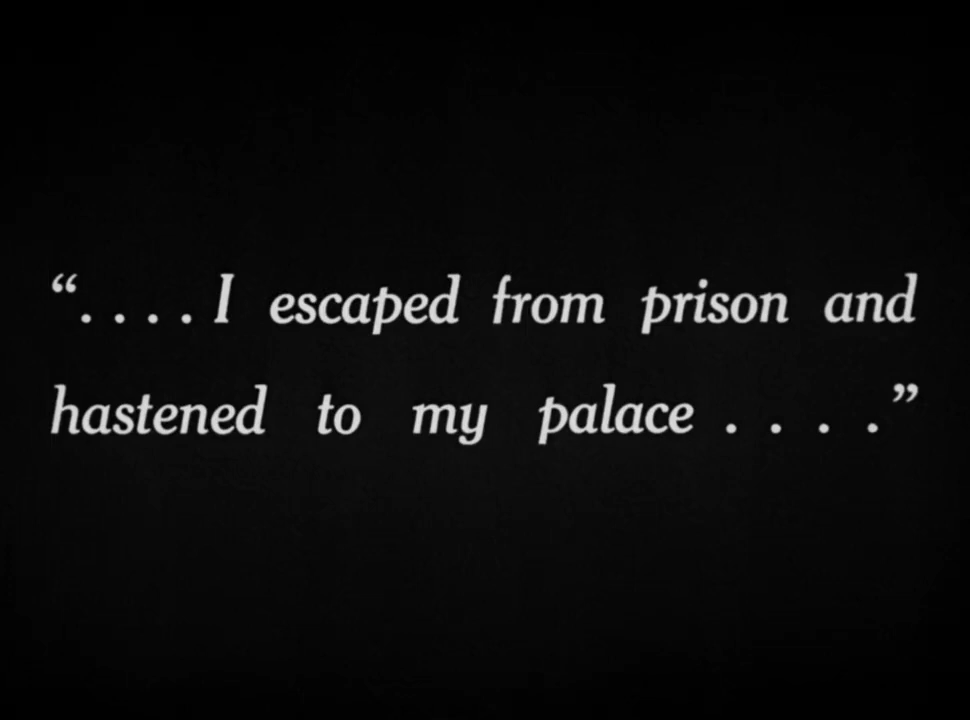 “. . . . I escaped from prison and
hastened to my palace . . . .”